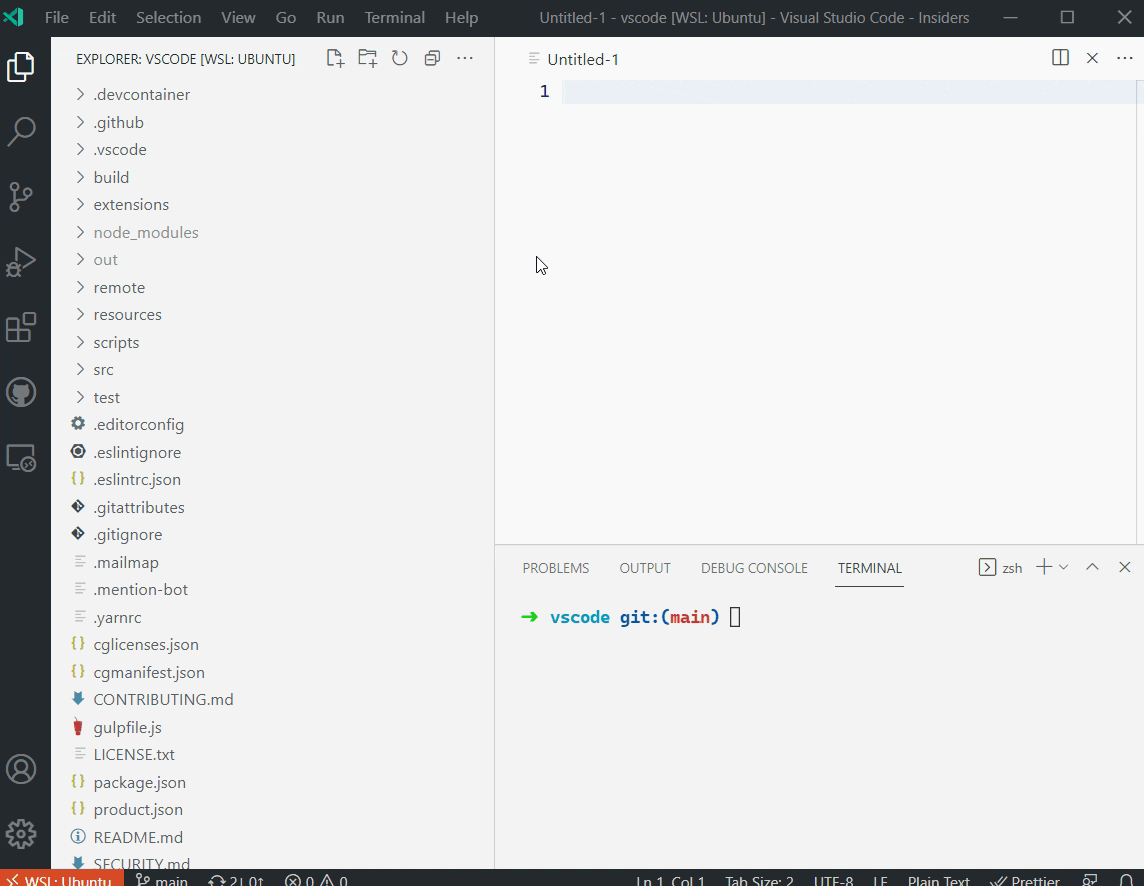 File Edit Selection View Go Run Terminal Help Untitled-1 - vscode [WSL: Ubuntu] - Visual Studio Code - Insiders
EXPLORER: VSCODE [WSL: UBUNTU]
.devcontainer
.github
.vscode
build
extensions
node_modules
out
remote
resources
scripts
src
test
.editorconfig
.eslintignore
.eslintrc.json
.gitattributes
.gitignore
.mailmap
.mention-bot
.yarnrc
cglicenses.json
cgmanifest.json
CONTRIBUTING.md
gulpfile.js
LICENSE.txt
package.json
product.json
README.md
SECURITY.md
Untitled-1
1
PROBLEMS OUTPUT DEBUG CONSOLE TERMINAL zsh
➜ vscode git:(main)
WSL: Ubuntu main 2↓ 0↑ 0 0 Ln 1, Col 1 Tab Size: 2 UTF-8 LF Plain Text Prettier